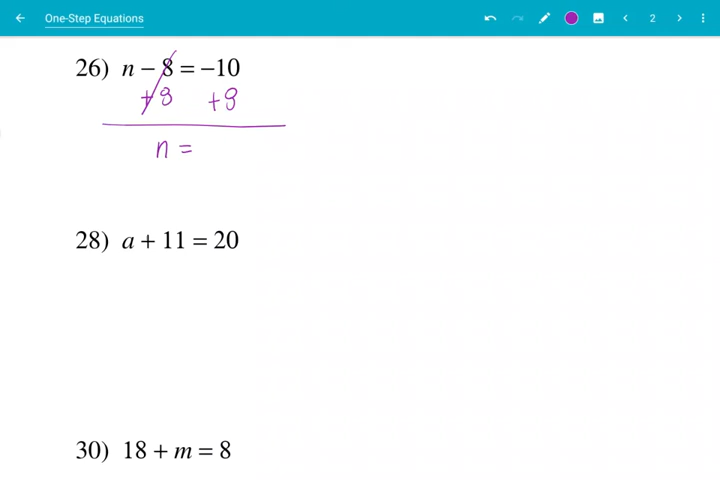 One-Step Equations
2
26) n − 8 = −10
+8 +8
n =
28) a + 11 = 20
30) 18 + m = 8